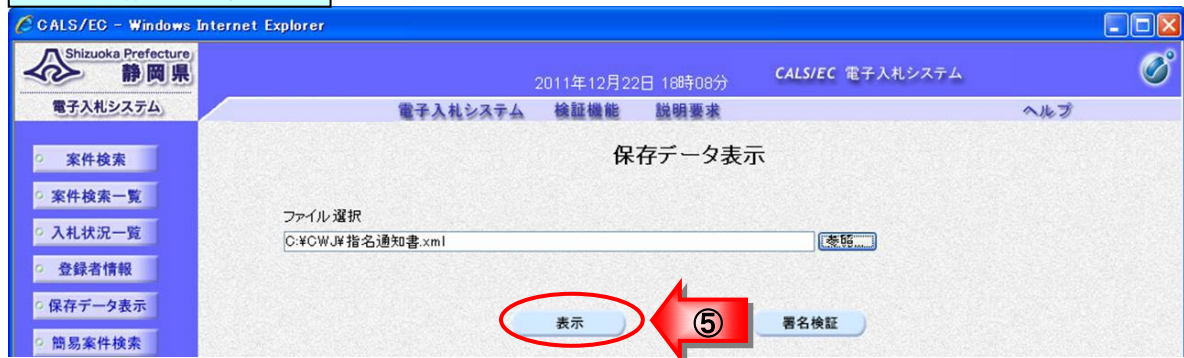 CALS/EC - Windows Internet Explorer
Shizuoka Prefecture
静岡県
2011年12月22日 18時08分
CALS/EC 電子入札システム
電子入札システム
電子入札システム 検証機能 説明要求 ヘルプ
案件検索
保存データ表示
案件検索一覧
ファイル選択
入札状況一覧
C:¥CWJ¥指名通知書.xml
参照...
登録者情報
保存データ表示
表示
⑤
署名検証
簡易案件検索